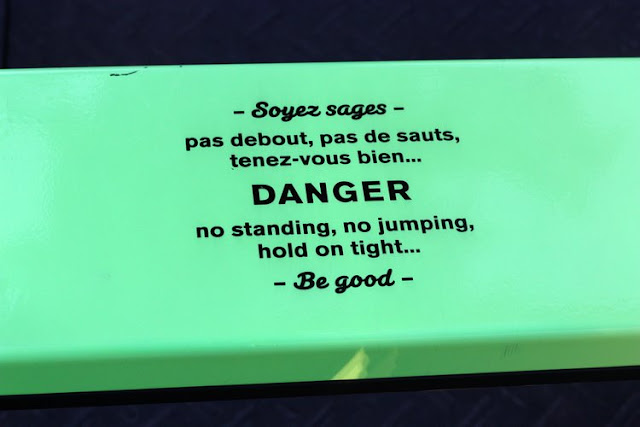 – Soyez sages –
pas debout, pas de sauts,
tenez-vous bien...
DANGER
no standing, no jumping,
hold on tight...
– Be good –